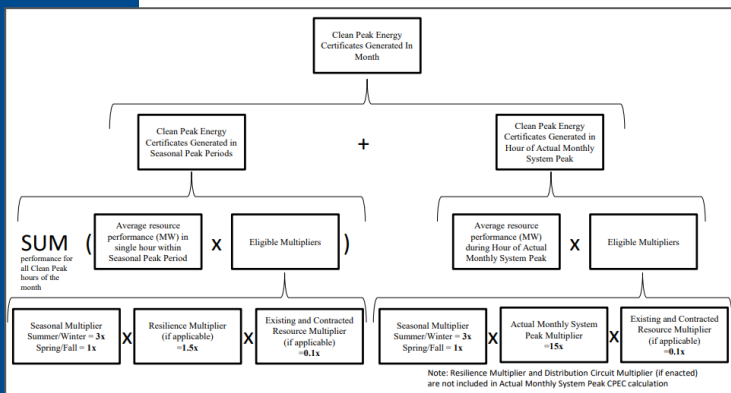 Clean Peak Energy
Certificates Generated In
Month
Clean Peak Energy
Certificates Generated in
Seasonal Peak Periods
+
Clean Peak Energy
Certificates Generated in
Hour of Actual Monthly
System Peak
SUM
performance for
all Clean Peak
hours of the
month
(
Average resource
performance (MW) in
single hour within
Seasonal Peak Period
X
Eligible Multipliers
)
Average resource
performance (MW)
during Hour of Actual
Monthly System Peak
X
Eligible Multipliers
Seasonal Multiplier
Summer/Winter = 3x
Spring/Fall = 1x
X
Resilience Multiplier
(if applicable)
=1.5x
X
Existing and Contracted
Resource Multiplier
(if applicable)
=0.1x
Seasonal Multiplier
Summer/Winter = 3x
Spring/Fall = 1x
X
Actual Monthly System
Peak Multiplier
=15x
X
Existing and Contracted
Resource Multiplier
(if applicable)
=0.1x
Note: Resilience Multiplier and Distribution Circuit Multiplier (if enacted)
are not included in Actual Monthly System Peak CPEC calculation